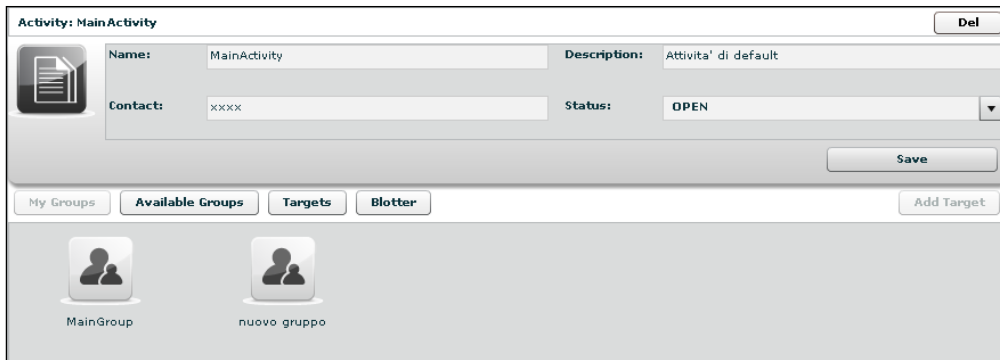 Activity: MainActivity Del
Name: MainActivity Description: Attivita' di default
Contact: xxxx Status: OPEN
Save
My Groups Available Groups Targets Blotter Add Target
MainGroup nuovo gruppo